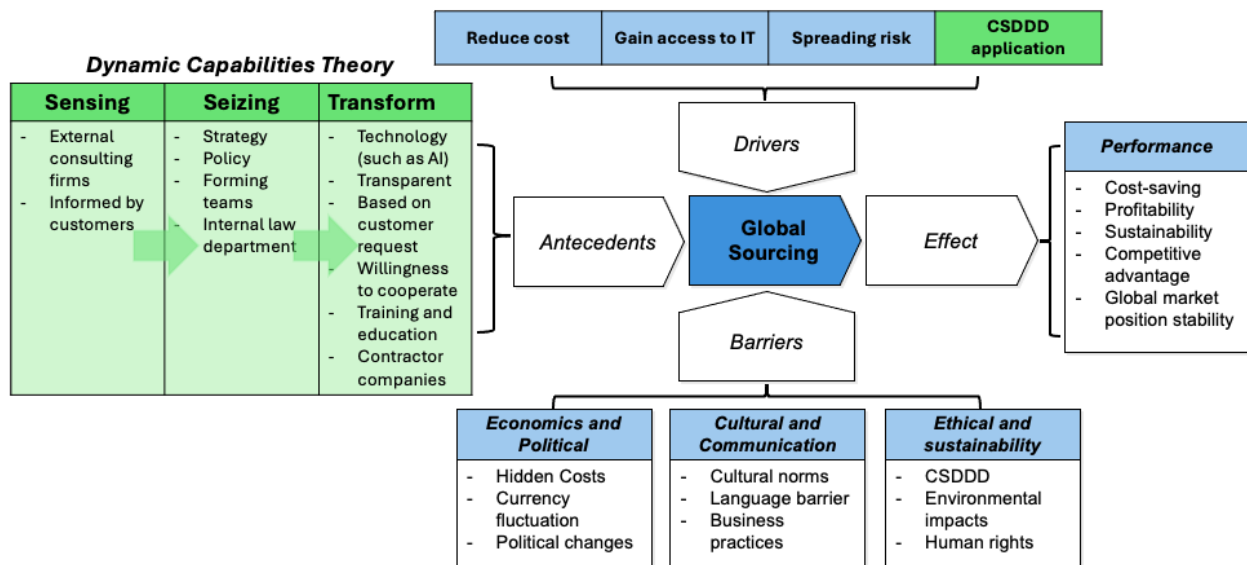 Reduce cost
Gain access to IT
Spreading risk
CSDDD
application
Dynamic Capabilities Theory
Sensing
Seizing
Transform
- External
consulting
firms
- Informed by
customers
- Strategy
- Policy
- Forming
teams
- Internal law
department
- Technology
(such as AI)
- Transparent
- Based on
customer
request
- Willingness
to cooperate
- Training and
education
- Contractor
companies
Drivers
Antecedents
Global
Sourcing
Effect
Barriers
Performance
- Cost-saving
- Profitability
- Sustainability
- Competitive
advantage
- Global market
position stability
Economics and
Political
- Hidden Costs
- Currency
fluctuation
- Political changes
Cultural and
Communication
- Cultural norms
- Language barrier
- Business
practices
Ethical and
sustainability
- CSDDD
- Environmental
impacts
- Human rights